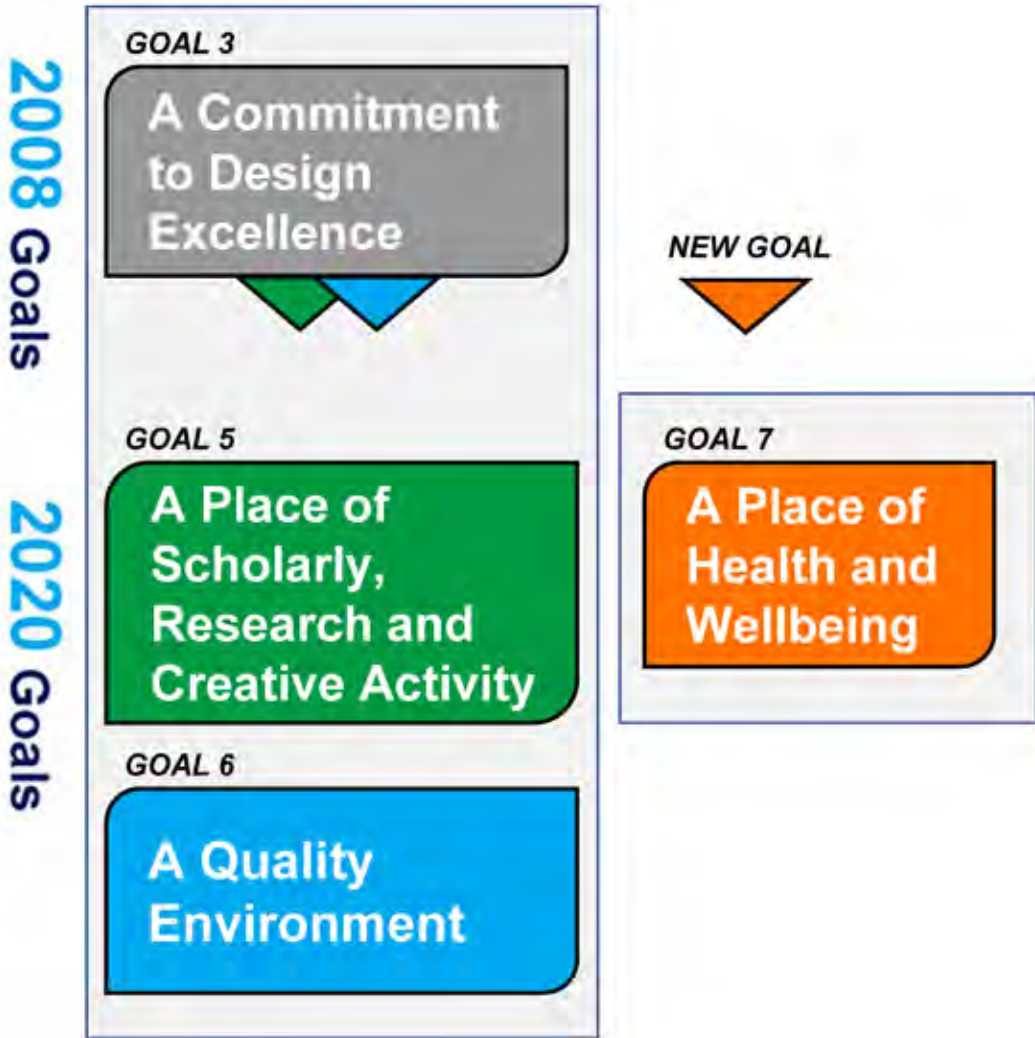 2008 Goals
GOAL 3
A Commitment
to Design
Excellence
NEW GOAL
2020 Goals
GOAL 5
A Place of
Scholarly,
Research and
Creative Activity
GOAL 7
A Place of
Health and
Wellbeing
GOAL 6
A Quality
Environment